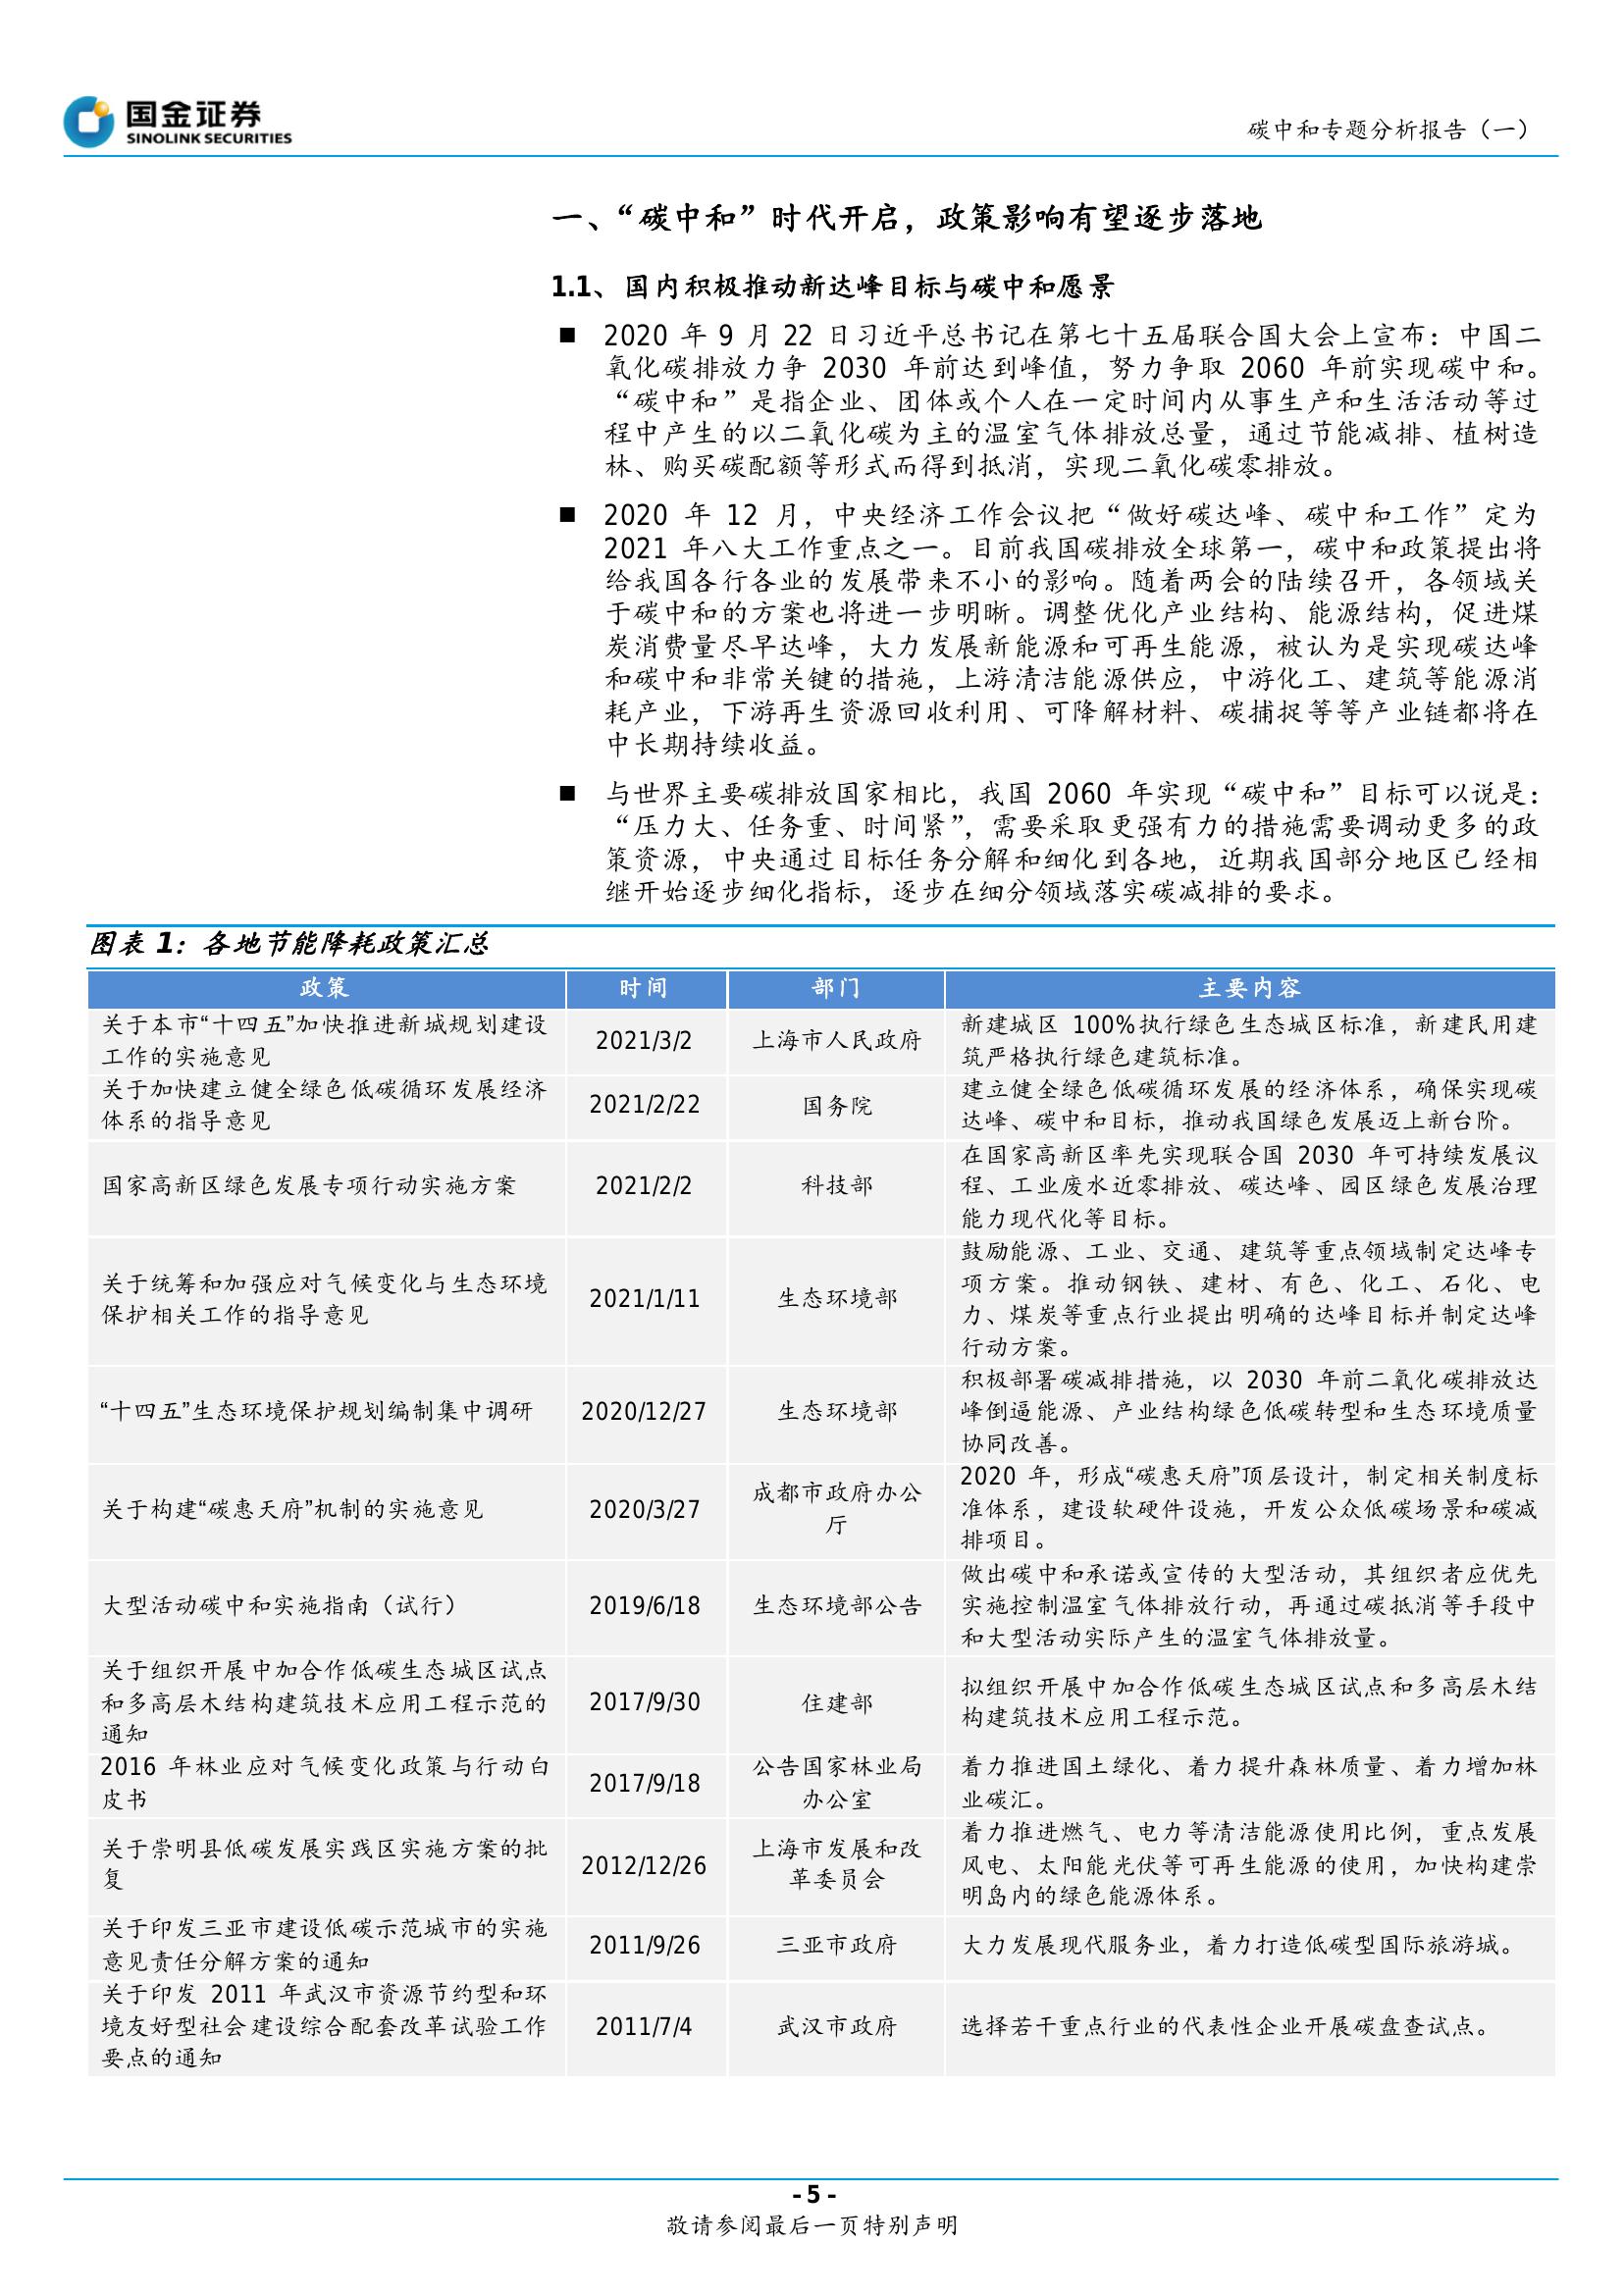 国金证券
SINOLINK SECURITIES
碳中和专题分析报告（一）
一、“碳中和”时代开启，政策影响有望逐步落地
1.1、国内积极推动新达峰目标与碳中和愿景
■ 2020 年 9 月 22 日习近平总书记在第七十五届联合国大会上宣布：中国二
氧化碳排放力争 2030 年前达到峰值，努力争取 2060 年前实现碳中和。
“碳中和”是指企业、团体或个人在一定时间内从事生产和生活活动等过
程中产生的以二氧化碳为主的温室气体排放总量，通过节能减排、植树造
林、购买碳配额等形式而得到抵消，实现二氧化碳零排放。
■ 2020 年 12 月，中央经济工作会议把“做好碳达峰、碳中和工作”定为
2021 年八大工作重点之一。目前我国碳排放全球第一，碳中和政策提出将
给我国各行各业的发展带来不小的影响。随着两会的陆续召开，各领域关
于碳中和的方案也将进一步明晰。调整优化产业结构、能源结构，促进煤
炭消费量尽早达峰，大力发展新能源和可再生能源，被认为是实现碳达峰
和碳中和非常关键的措施，上游清洁能源供应，中游化工、建筑等能源消
耗产业，下游再生资源回收利用、可降解材料、碳捕捉等等产业链都将在
中长期持续收益。
■ 与世界主要碳排放国家相比，我国 2060 年实现“碳中和”目标可以说是：
“压力大、任务重、时间紧”，需要采取更强有力的措施需要调动更多的政
策资源，中央通过目标任务分解和细化到各地，近期我国部分地区已经相
继开始逐步细化指标，逐步在细分领域落实碳减排的要求。
图表 1：各地节能降耗政策汇总
政策 时间 部门 主要内容
关于本市“十四五”加快推进新城规划建设
工作的实施意见
2021/3/2
上海市人民政府
新建城区 100%执行绿色生态城区标准，新建民用建
筑严格执行绿色建筑标准。
关于加快建立健全绿色低碳循环发展经济
体系的指导意见
2021/2/22
国务院
建立健全绿色低碳循环发展的经济体系，确保实现碳
达峰、碳中和目标，推动我国绿色发展迈上新台阶。
国家高新区绿色发展专项行动实施方案
2021/2/2
科技部
在国家高新区率先实现联合国 2030 年可持续发展议
程、工业废水近零排放、碳达峰、园区绿色发展治理
能力现代化等目标。
关于统筹和加强应对气候变化与生态环境
保护相关工作的指导意见
2021/1/11
生态环境部
鼓励能源、工业、交通、建筑等重点领域制定达峰专
项方案。推动钢铁、建材、有色、化工、石化、电
力、煤炭等重点行业提出明确的达峰目标并制定达峰
行动方案。
“十四五”生态环境保护规划编制集中调研
2020/12/27
生态环境部
积极部署碳减排措施，以 2030 年前二氧化碳排放达
峰倒逼能源、产业结构绿色低碳转型和生态环境质量
协同改善。
关于构建“碳惠天府”机制的实施意见
2020/3/27
成都市政府办公
厅
2020 年，形成“碳惠天府”顶层设计，制定相关制度标
准体系，建设软硬件设施，开发公众低碳场景和碳减
排项目。
大型活动碳中和实施指南（试行）
2019/6/18
生态环境部公告
做出碳中和承诺或宣传的大型活动，其组织者应优先
实施控制温室气体排放行动，再通过碳抵消等手段中
和大型活动实际产生的温室气体排放量。
关于组织开展中加合作低碳生态城区试点
和多高层木结构建筑技术应用工程示范的
通知
2017/9/30
住建部
拟组织开展中加合作低碳生态城区试点和多高层木结
构建筑技术应用工程示范。
2016 年林业应对气候变化政策与行动白
皮书
2017/9/18
公告国家林业局
办公室
着力推进国土绿化、着力提升森林质量、着力增加林
业碳汇。
关于崇明县低碳发展实践区实施方案的批
复
2012/12/26
上海市发展和改
革委员会
着力推进燃气、电力等清洁能源使用比例，重点发展
风电、太阳能光伏等可再生能源的使用，加快构建崇
明岛内的绿色能源体系。
关于印发三亚市建设低碳示范城市的实施
意见责任分解方案的通知
2011/9/26
三亚市政府
大力发展现代服务业，着力打造低碳型国际旅游城。
关于印发 2011 年武汉市资源节约型和环
境友好型社会建设综合配套改革试验工作
要点的通知
2011/7/4
武汉市政府
选择若干重点行业的代表性企业开展碳盘查试点。
- 5 -
敬请参阅最后一页特别声明